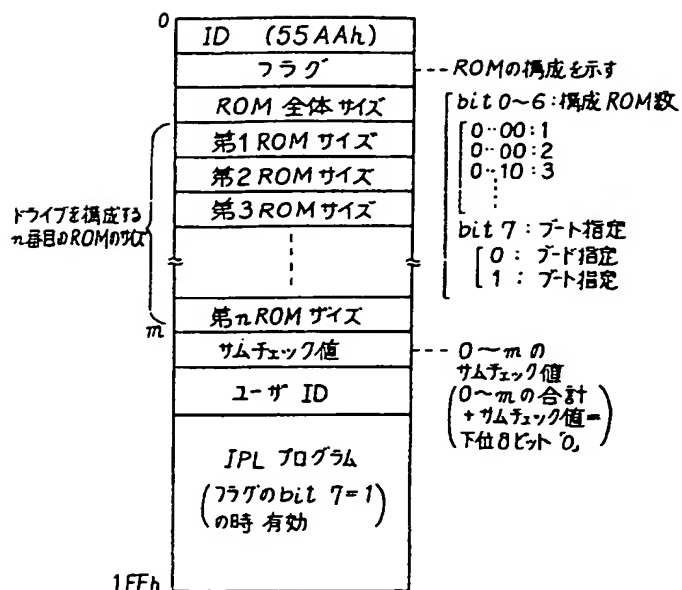 0
ID (55AAh)
フラグ
ROM 全体サイズ
第1 ROM サイズ
第2 ROM サイズ
第3 ROM サイズ
第n ROM サイズ
サムチェック値
ユーザ ID
IPL プログラム
(フラグのbit 7=1
の時 有効)
1FFh
m
ドライブを構成する
n番目のROMのサイズ
ROMの構成を示す
bit 0~6:構成ROM数
0‥00:1
0‥00:2
0‥10:3
bit 7:ブート指定
0: ブード指定
1: ブート指定
0~mの
サムチェック値
(0~mの合計
+サムチェック値=
下位8ビット「0」)